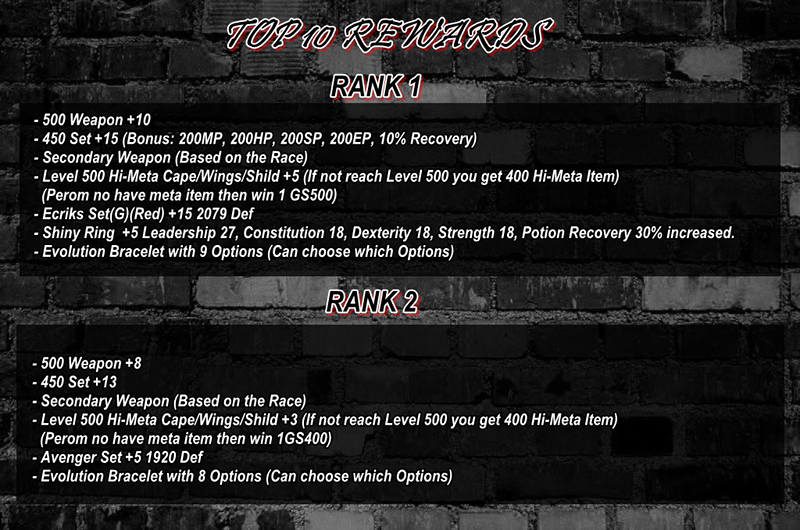 TOP 10 REWARDS
RANK 1
- 500 Weapon +10
- 450 Set +15 (Bonus: 200MP, 200HP, 200SP, 200EP, 10% Recovery)
- Secondary Weapon (Based on the Race)
- Level 500 Hi-Meta Cape/Wings/Shild +5 (If not reach Level 500 you get 400 Hi-Meta Item)
(Perom no have meta item then win 1 GS500)
- Ecriks Set(G)(Red) +15 2079 Def
- Shiny Ring +5 Leadership 27, Constitution 18, Dexterity 18, Strength 18, Potion Recovery 30% increased.
- Evolution Bracelet with 9 Options (Can choose which Options)
RANK 2
- 500 Weapon +8
- 450 Set +13
- Secondary Weapon (Based on the Race)
- Level 500 Hi-Meta Cape/Wings/Shild +3 (If not reach Level 500 you get 400 Hi-Meta Item)
(Perom no have meta item then win 1GS400)
- Avenger Set +5 1920 Def
- Evolution Bracelet with 8 Options (Can choose which Options)